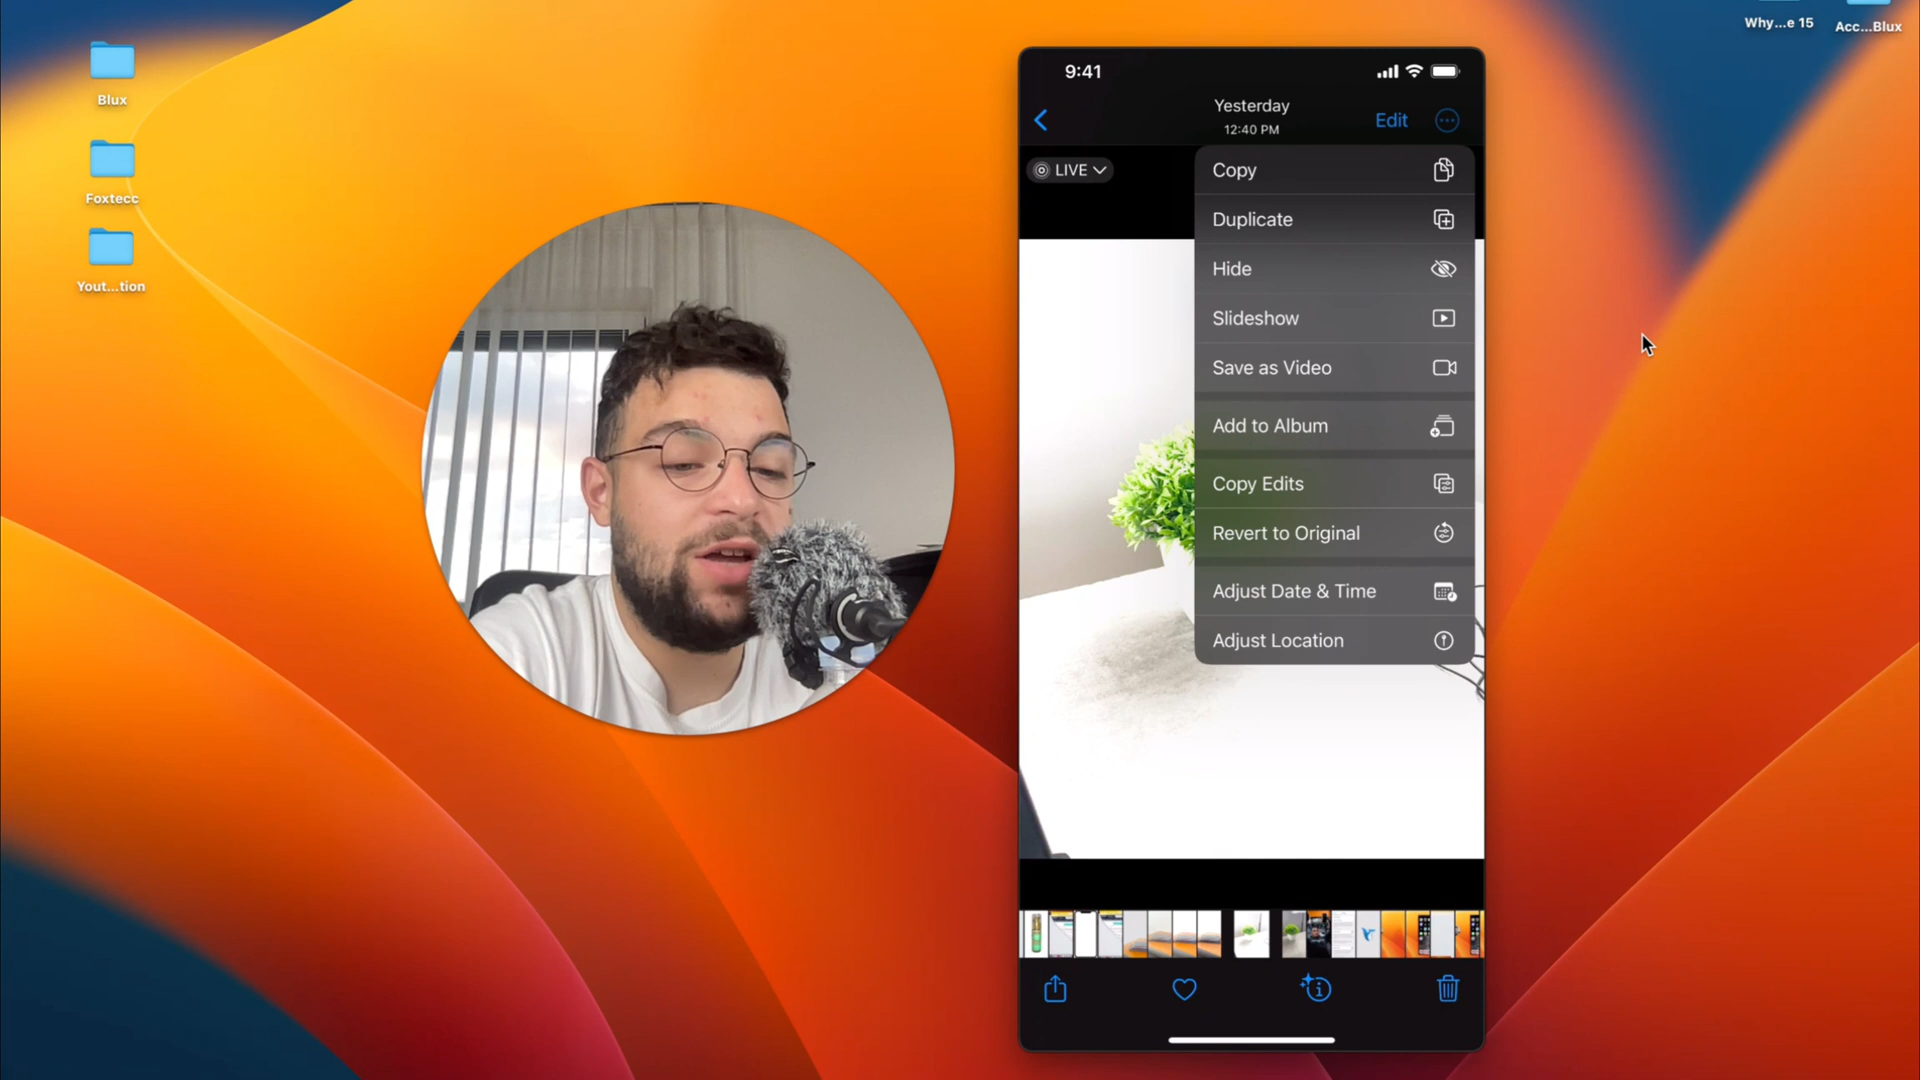 Why...e 15
Acc...Blux
Blux
Foxtecc
Yout...tion
9:41
Yesterday
12:40 PM
Edit
LIVE
Copy
Duplicate
Hide
Slideshow
Save as Video
Add to Album
Copy Edits
Revert to Original
Adjust Date & Time
Adjust Location